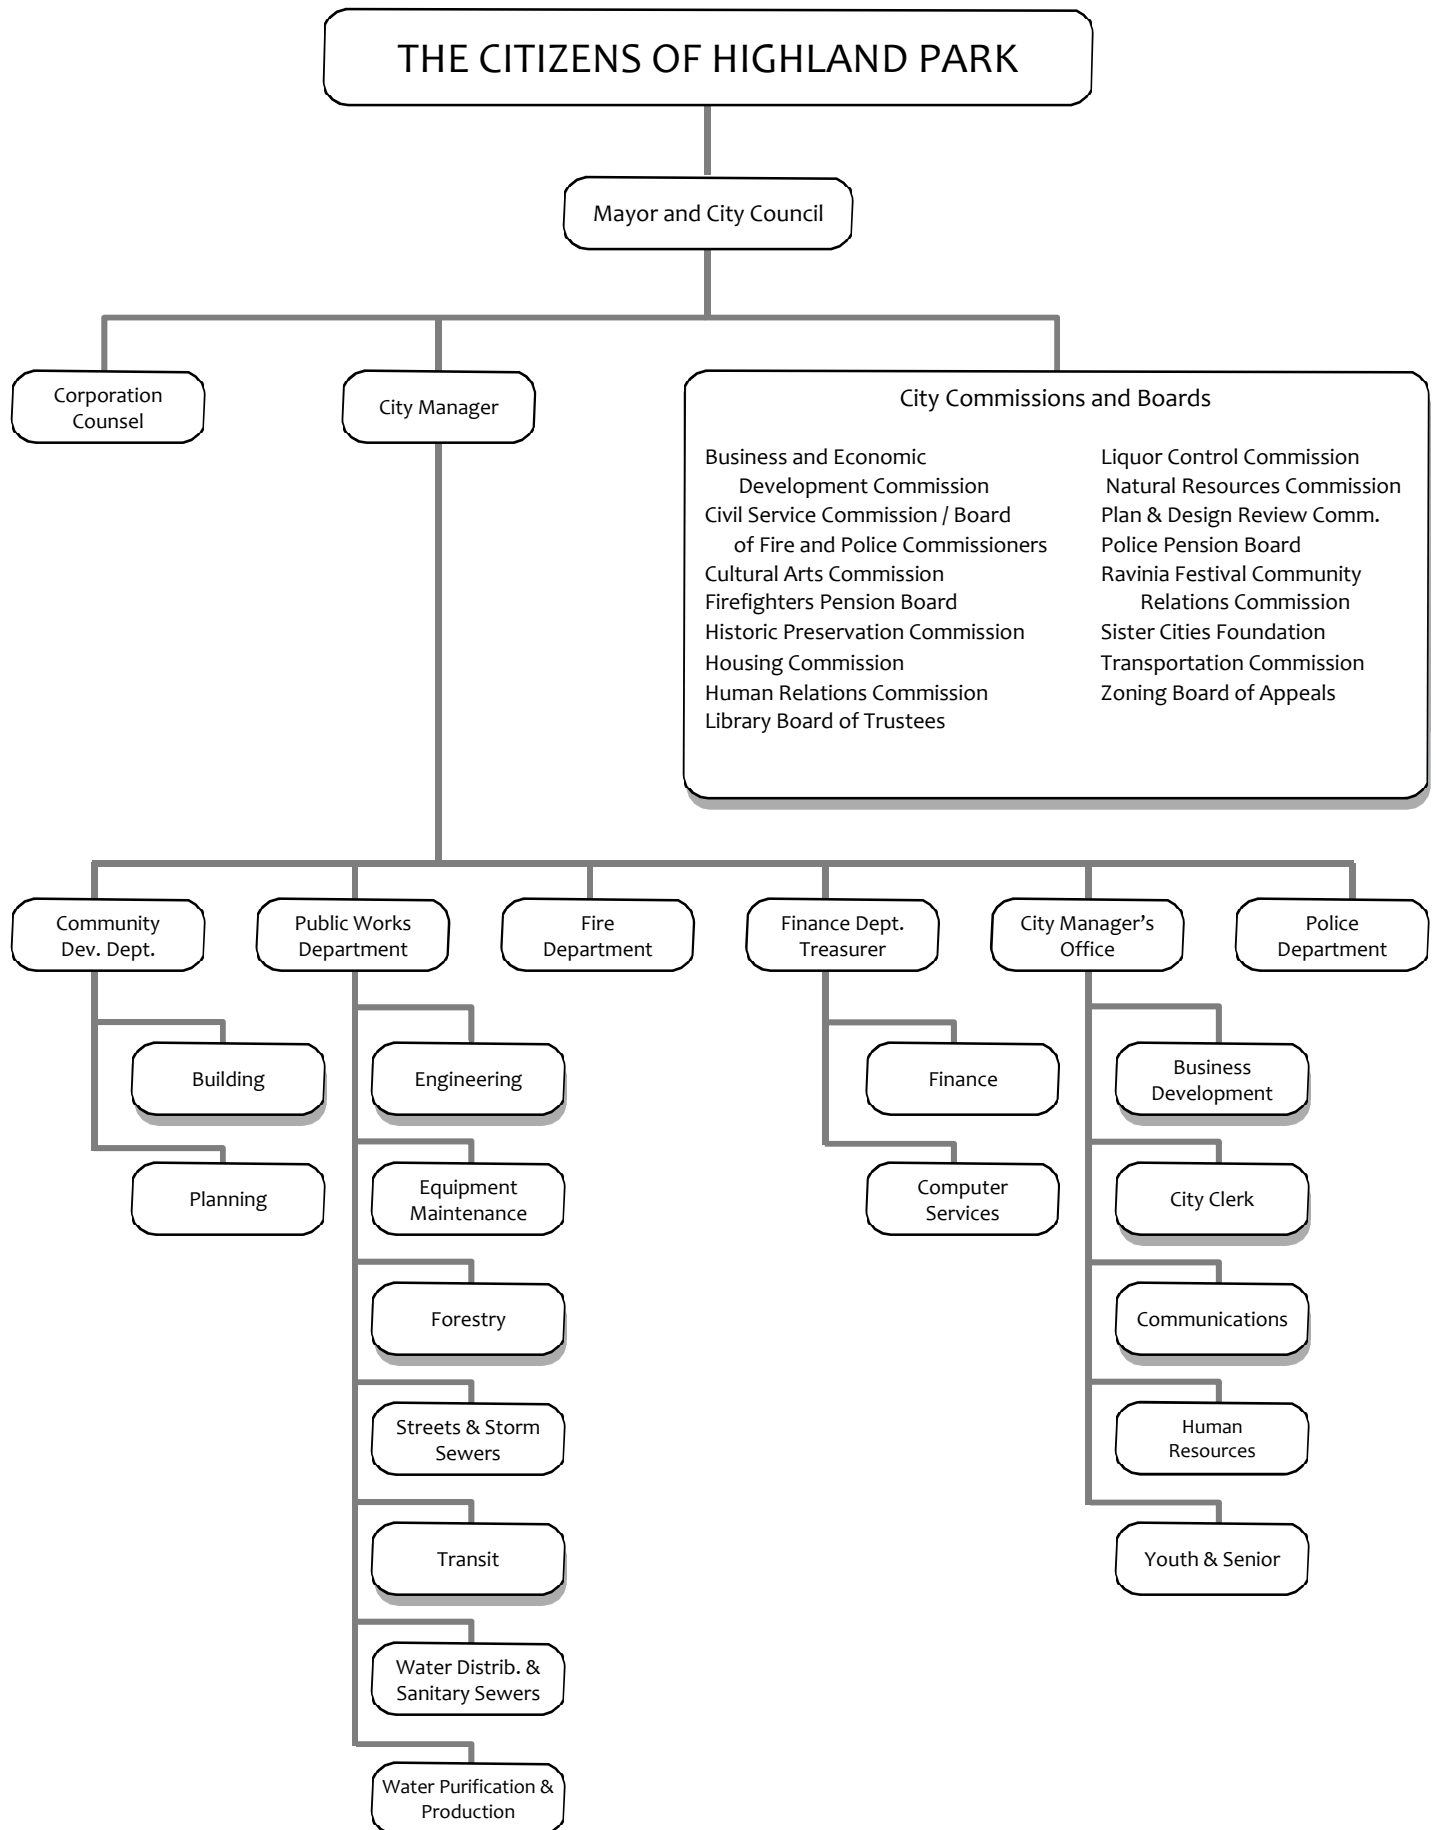 THE CITIZENS OF HIGHLAND PARK
Mayor and City Council
Corporation
Counsel
City Manager
City Commissions and Boards
Business and Economic
Development Commission
Civil Service Commission / Board
of Fire and Police Commissioners
Cultural Arts Commission
Firefighters Pension Board
Historic Preservation Commission
Housing Commission
Human Relations Commission
Library Board of Trustees
Liquor Control Commission
Natural Resources Commission
Plan & Design Review Comm.
Police Pension Board
Ravinia Festival Community
Relations Commission
Sister Cities Foundation
Transportation Commission
Zoning Board of Appeals
Community
Dev. Dept.
Public Works
Department
Fire
Department
Finance Dept.
Treasurer
City Manager’s
Office
Police
Department
Building
Planning
Engineering
Equipment
Maintenance
Forestry
Streets & Storm
Sewers
Transit
Water Distrib. &
Sanitary Sewers
Water Purification &
Production
Finance
Computer
Services
Business
Development
City Clerk
Communications
Human
Resources
Youth & Senior